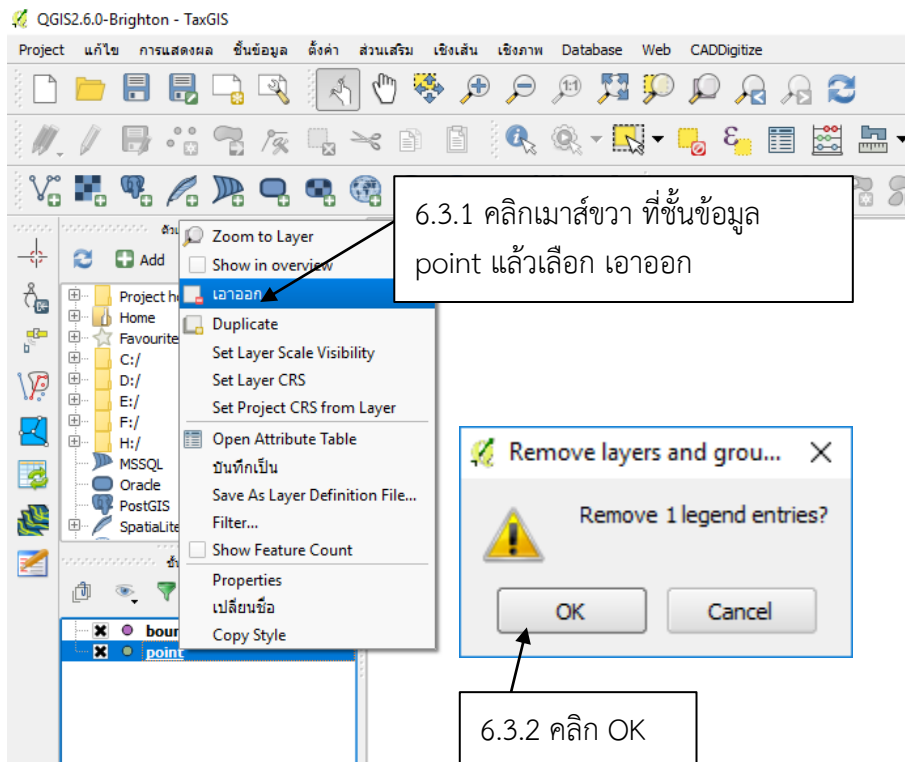 QGIS2.6.0-Brighton - TaxGIS
Project แก้ไข การแสดงผล ชั้นข้อมูล ตั้งค่า ส่วนเสริม เชิงเส้น เชิงภาพ Database Web CADDigitize
6.3.1 คลิกเมาส์ขวา ที่ชั้นข้อมูล
point แล้วเลือก เอาออก
Add
Project
Home
Favourite
C:/
D:/
E:/
F:/
H:/
MSSQL
Oracle
PostGIS
SpatiaLite
Zoom to Layer
Show in overview
เอาออก
Duplicate
Set Layer Scale Visibility
Set Layer CRS
Set Project CRS from Layer
Open Attribute Table
บันทึกเป็น
Save As Layer Definition File...
Filter...
Show Feature Count
Properties
เปลี่ยนชื่อ
Copy Style
point
Remove layers and grou...
Remove 1 legend entries?
OK Cancel
6.3.2 คลิก OK